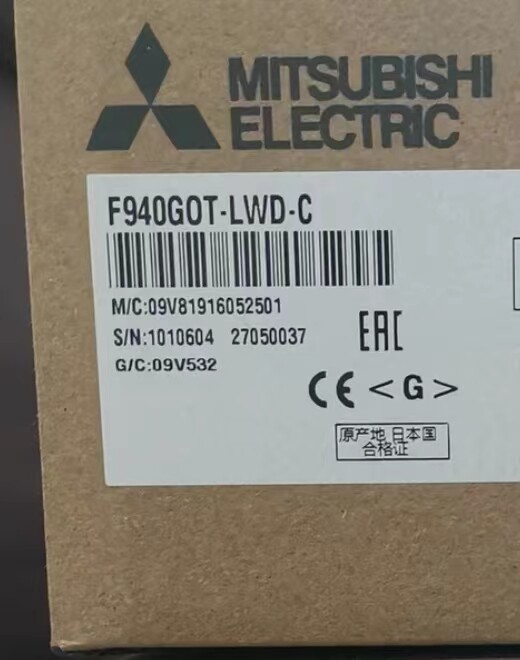 MITSUBISHI
ELECTRIC
F940GOT-LWD-C
M/C:09V81916052501
S/N:1010604 27050037
G/C:09V532
EAC
CE <G>
原产地 日本国
合格证